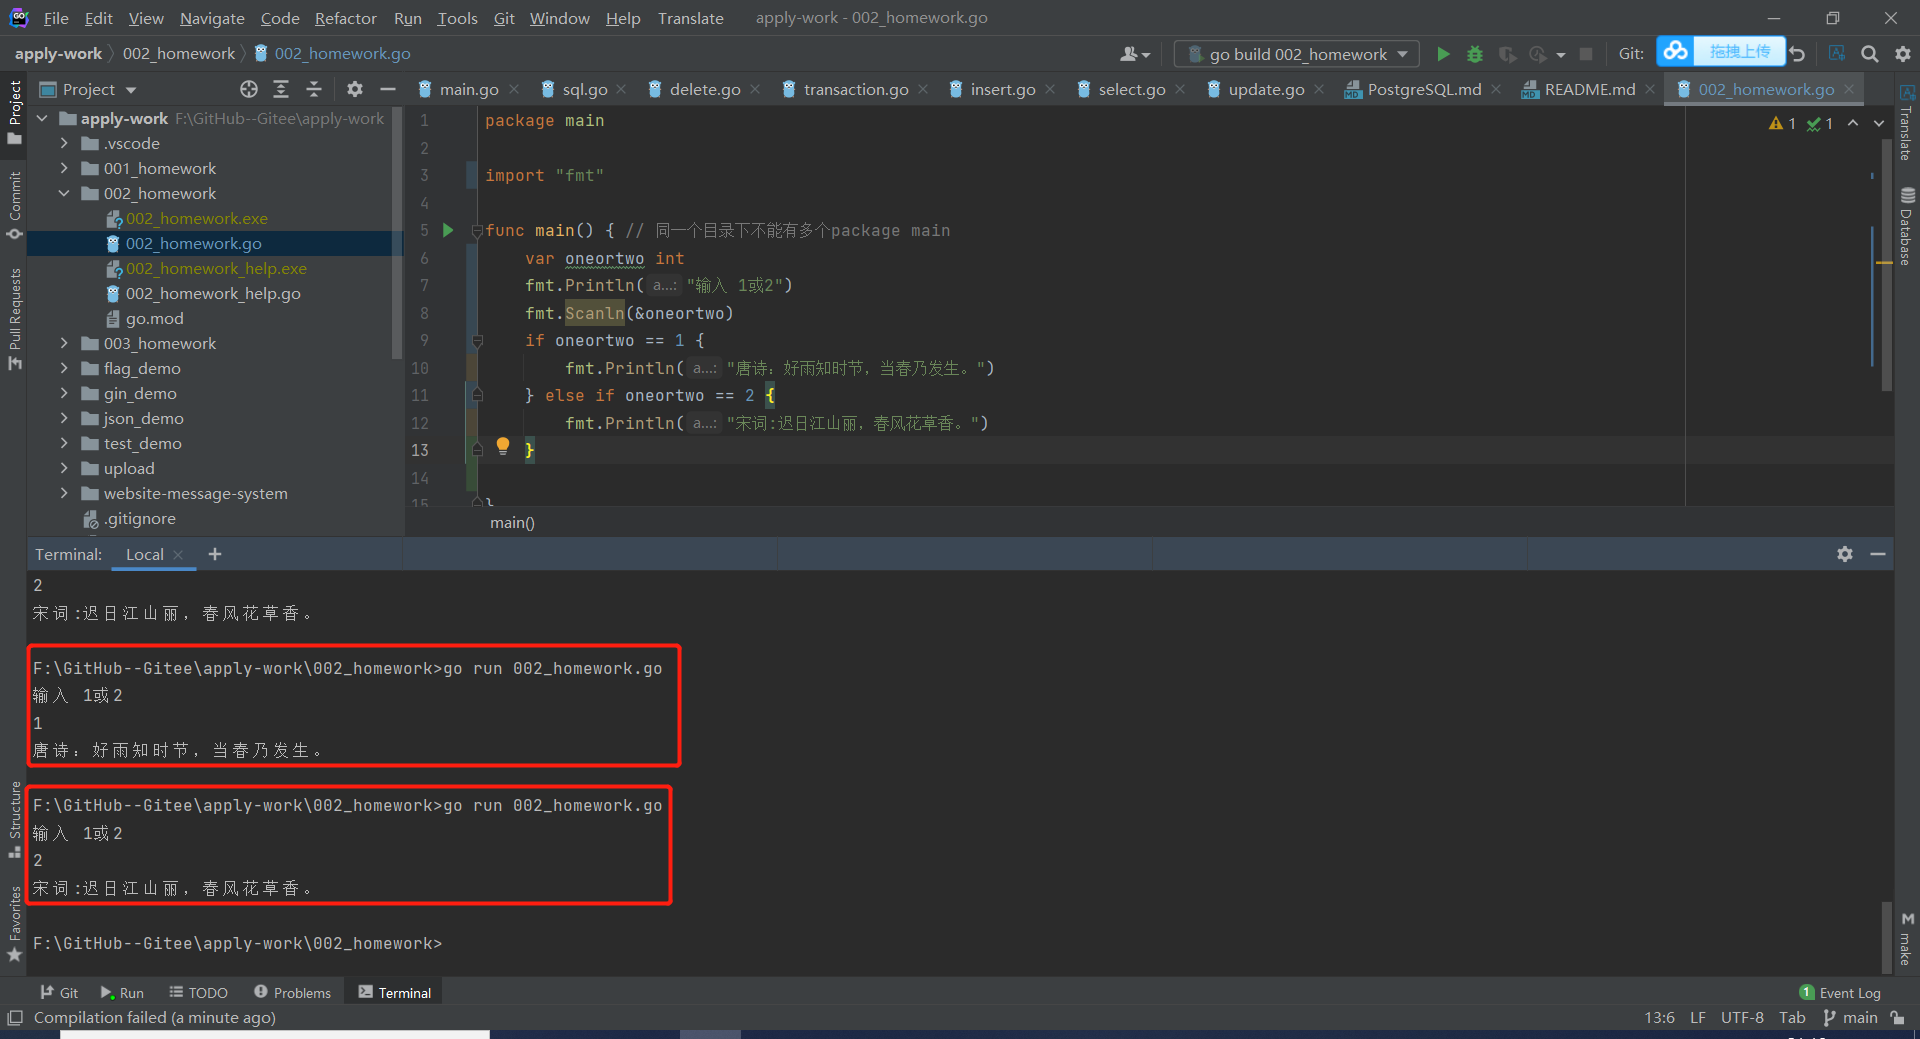 File Edit View Navigate Code Refactor Run Tools Git Window Help Translate apply-work - 002_homework.go
apply-work 002_homework 002_homework.go go build 002_homework Git: 拖拽上传
Project main.go sql.go delete.go transaction.go insert.go select.go update.go PostgreSQL.md README.md 002_homework.go
Project
Commit
Pull Requests
Structure
Favorites
apply-work F:\GitHub--Gitee\apply-work
.vscode
001_homework
002_homework
002_homework.exe
002_homework.go
002_homework_help.exe
002_homework_help.go
go.mod
003_homework
flag_demo
gin_demo
json_demo
test_demo
upload
website-message-system
.gitignore
1 package main
2
3 import "fmt"
4
5 func main() { // 同一个目录下不能有多个package main
6 var oneortwo int
7 fmt.Println( a...: "输入 1或2")
8 fmt.Scanln(&oneortwo)
9 if oneortwo == 1 {
10 fmt.Println( a...: "唐诗：好雨知时节，当春乃发生。")
11 } else if oneortwo == 2 {
12 fmt.Println( a...: "宋词:迟日江山丽，春风花草香。")
13 }
14
15 }
1 1
main()
Translate
Database
make
Terminal: Local
2
宋词:迟日江山丽，春风花草香。
F:\GitHub--Gitee\apply-work\002_homework>go run 002_homework.go
输入 1或2
1
唐诗：好雨知时节，当春乃发生。
F:\GitHub--Gitee\apply-work\002_homework>go run 002_homework.go
输入 1或2
2
宋词:迟日江山丽，春风花草香。
F:\GitHub--Gitee\apply-work\002_homework>
Git Run TODO Problems Terminal 1 Event Log
Compilation failed (a minute ago) 13:6 LF UTF-8 Tab main